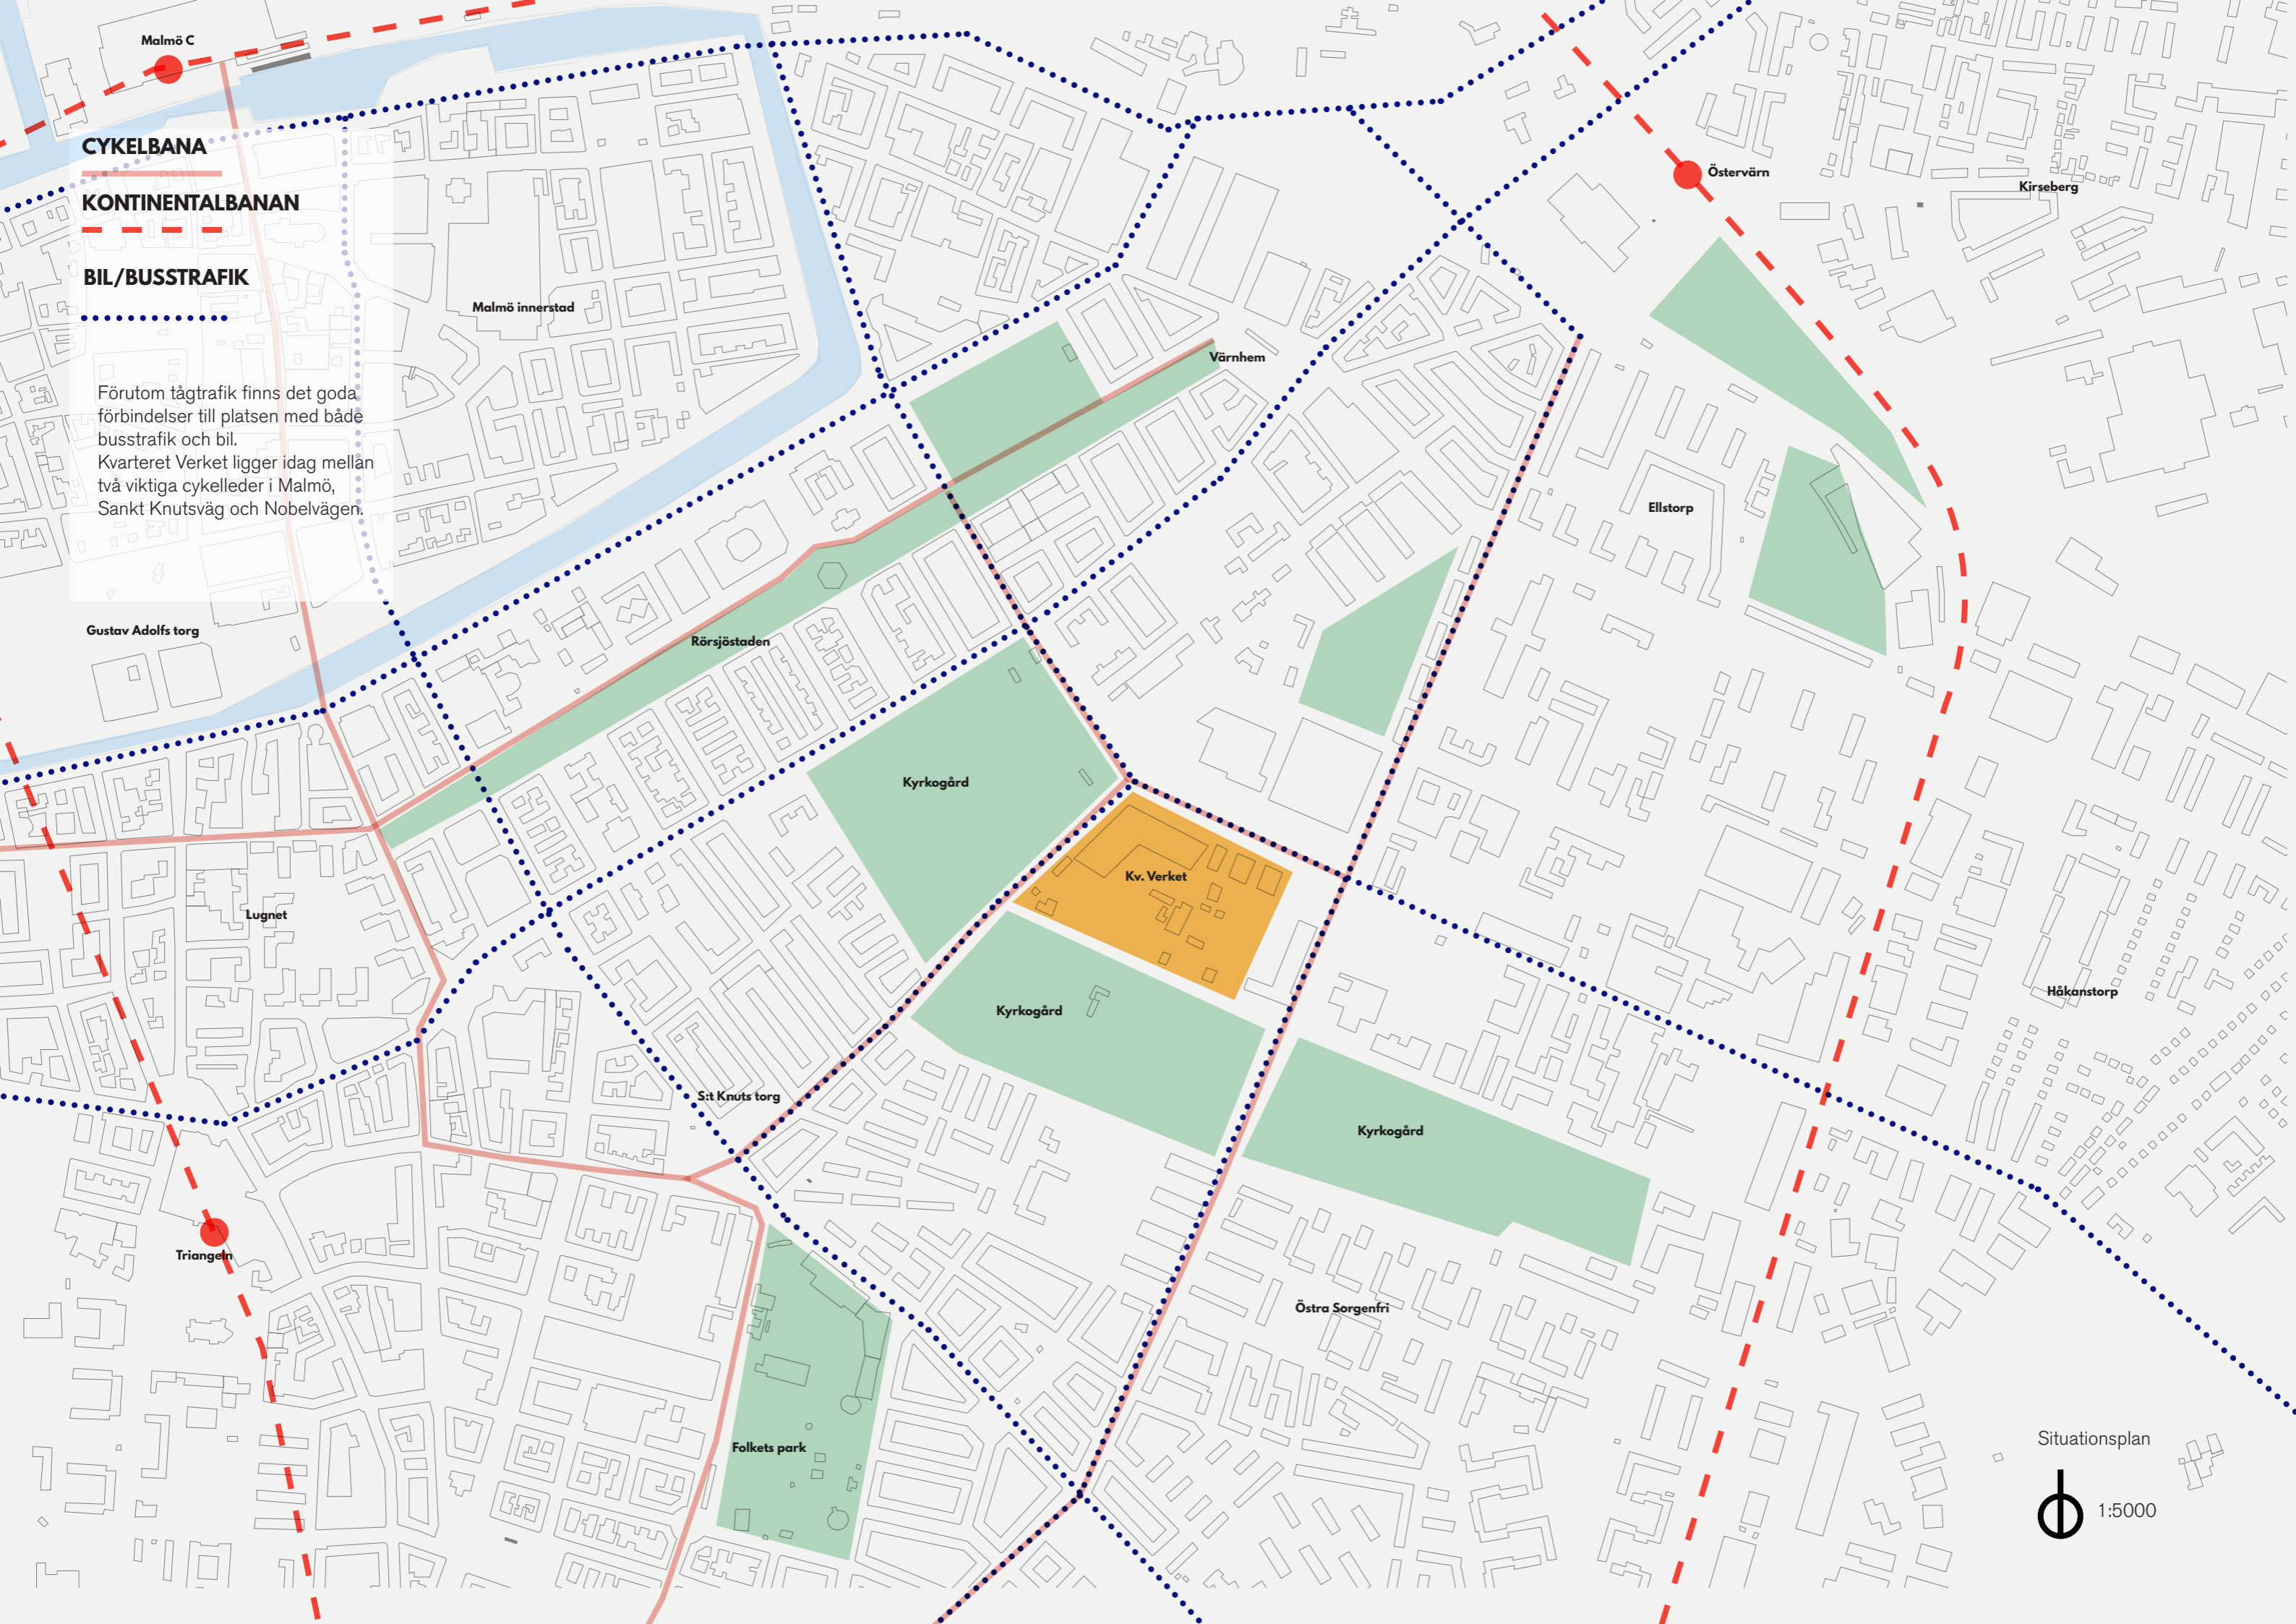 Malmö C
CYKELBANA
KONTINENTALBANAN
BIL/BUSSTRAFIK
Förutom tågtrafik finns det goda
förbindelser till platsen med både
busstrafik och bil.
Kvarteret Verket ligger idag mellan
två viktiga cykelleder i Malmö,
Sankt Knutsväg och Nobelvägen.
Malmö innerstad
Östervärn
Kirseberg
Värnhem
Ellstorp
Gustav Adolfs torg
Rörsjöstaden
Kyrkogård
Kv. Verket
Lugnet
Kyrkogård
Håkanstorp
S:t Knuts torg
Kyrkogård
Triangeln
Östra Sorgenfri
Folkets park
Situationsplan
1:5000